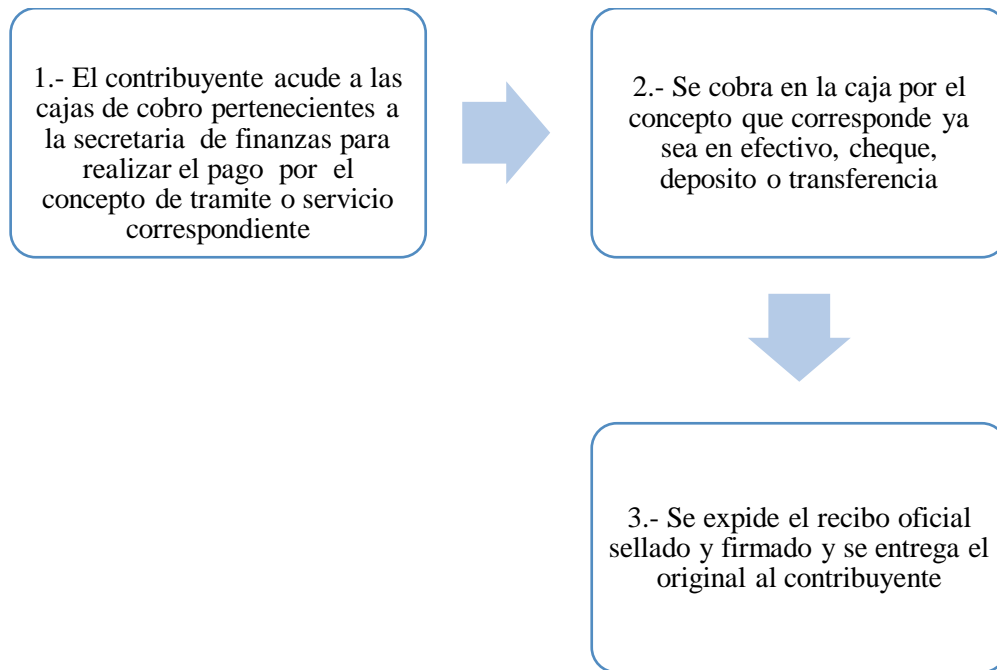 1.- El contribuyente acude a las
cajas de cobro pertenecientes a
la secretaria de finanzas para
realizar el pago por el
concepto de tramite o servicio
correspondiente
2.- Se cobra en la caja por el
concepto que corresponde ya
sea en efectivo, cheque,
deposito o transferencia
3.- Se expide el recibo oficial
sellado y firmado y se entrega el
original al contribuyente